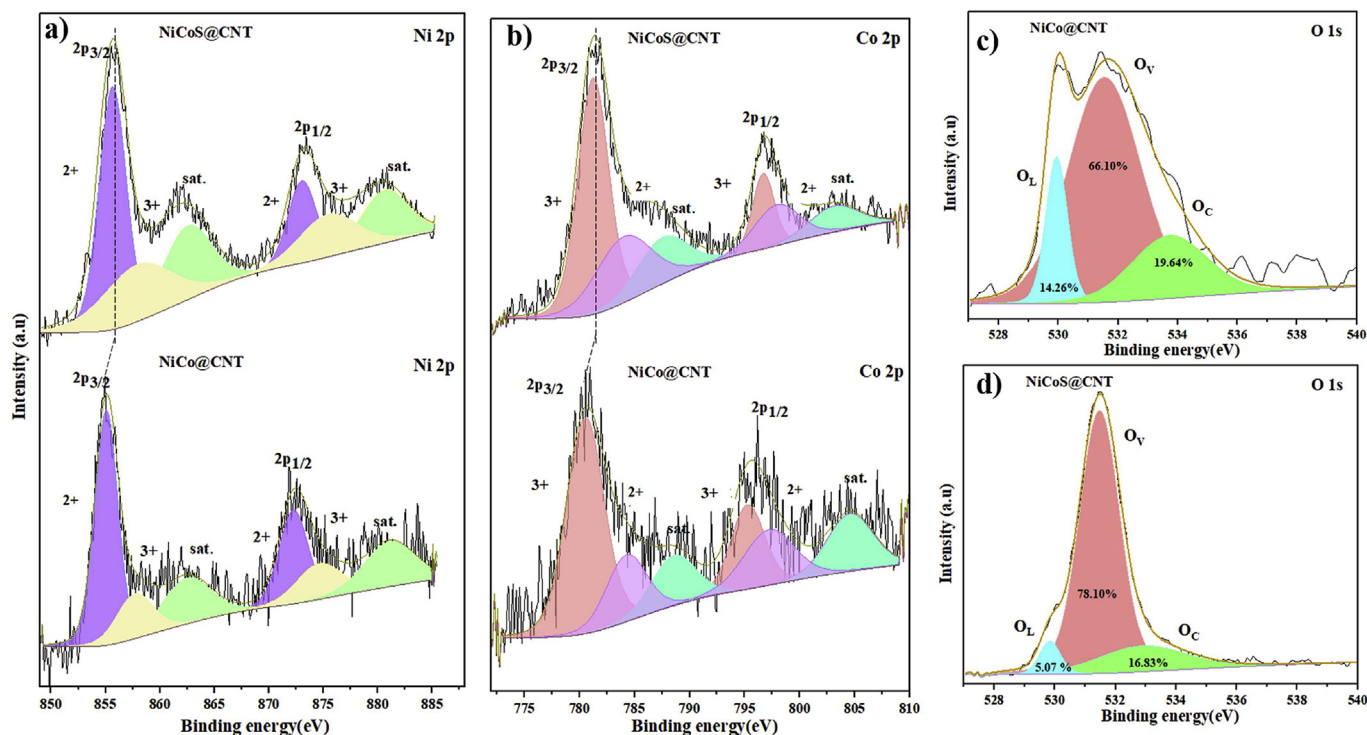 a)
NiCoS@CNT
Ni 2p
2p3/2
2+
3+
sat.
2p1/2
2+
3+
sat.
NiCo@CNT
Ni 2p
2p3/2
2+
3+
sat.
2p1/2
2+
3+
sat.
Intensity (a.u)
850 855 860 865 870 875 880 885
Binding energy(eV)
b)
NiCoS@CNT
Co 2p
2p3/2
3+
2+
sat.
2p1/2
3+
2+
sat.
NiCo@CNT
Co 2p
2p3/2
3+
2+
sat.
2p1/2
3+
2+
sat.
Intensity (a.u)
775 780 785 790 795 800 805 810
Binding energy(eV)
c)
NiCo@CNT
O 1s
OV
OL
OC
66.10%
14.26%
19.64%
Intensity (a.u)
528 530 532 534 536 538 540
Binding energy(eV)
d)
NiCoS@CNT
O 1s
OV
OL
OC
78.10%
5.07 %
16.83%
Intensity (a.u)
528 530 532 534 536 538 540
Binding energy(eV)